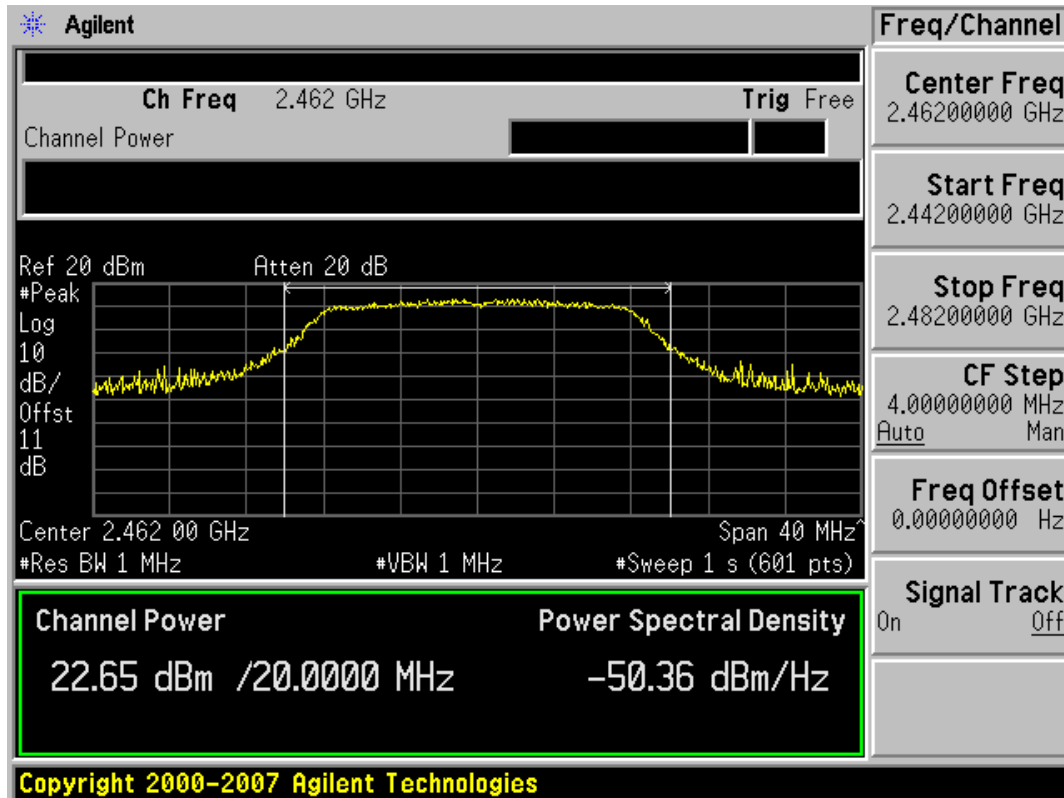 Agilent
Ch Freq 2.462 GHz Trig Free
Channel Power
Ref 20 dBm Atten 20 dB
#Peak
Log
10
dB/
Offst
11
dB
Center 2.462 00 GHz Span 40 MHz^
#Res BW 1 MHz #VBW 1 MHz #Sweep 1 s (601 pts)
Channel Power Power Spectral Density
22.65 dBm /20.0000 MHz -50.36 dBm/Hz
Copyright 2000-2007 Agilent Technologies
Freq/Channel
Center Freq
2.46200000 GHz
Start Freq
2.44200000 GHz
Stop Freq
2.48200000 GHz
CF Step
4.00000000 MHz
Auto Man
Freq Offset
0.00000000 Hz
Signal Track
On Off